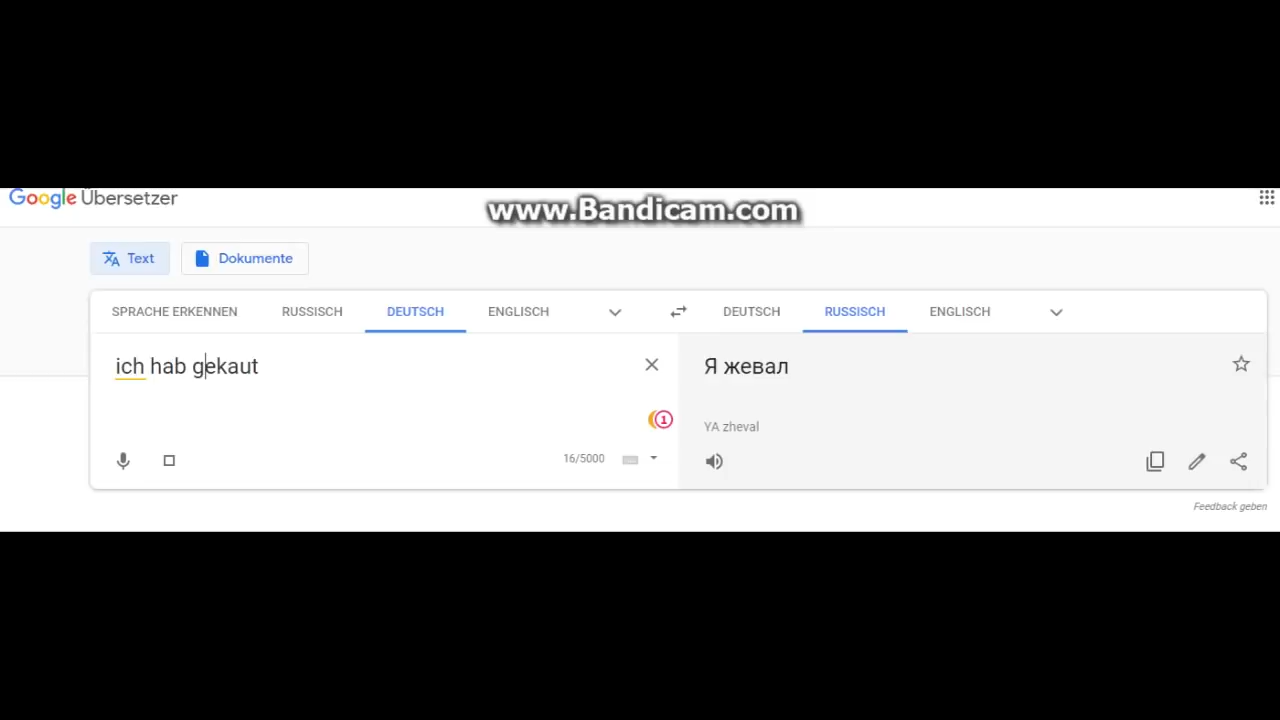 Google Übersetzer
www.Bandicam.com
Text Dokumente
SPRACHE ERKENNEN RUSSISCH DEUTSCH ENGLISCH DEUTSCH RUSSISCH ENGLISCH
ich hab gekaut Я жевал
1
YA zheval
16/5000
Feedback geben